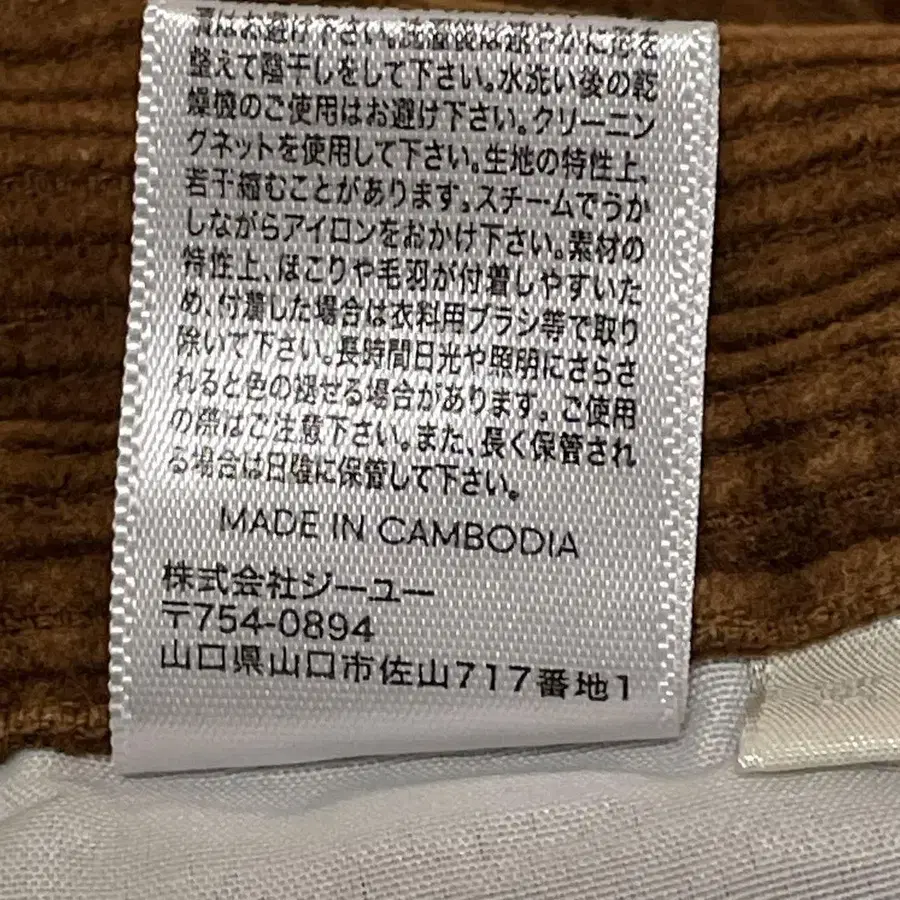 はお避け下さい。
整えて陰干しをして下さい。水洗い後の乾
燥機のご使用はお避け下さい。クリーニン
グネットを使用して下さい。生地の特性上、
若干縮むことがあります。スチームでうか
しながらアイロンをおかけ下さい。素材の
特性上、ほこりや毛羽が付着しやすいた
め、付着した場合は衣料用ブラシ等で取り
除いて下さい。長時間日光や照明にさらさ
れると色の褪せる場合があります。ご使用
の際はご注意下さい。また、長く保管され
る場合は日陰に保管して下さい。
MADE IN CAMBODIA
株式会社ジーユー
〒754-0894
山口県山口市佐山717番地1